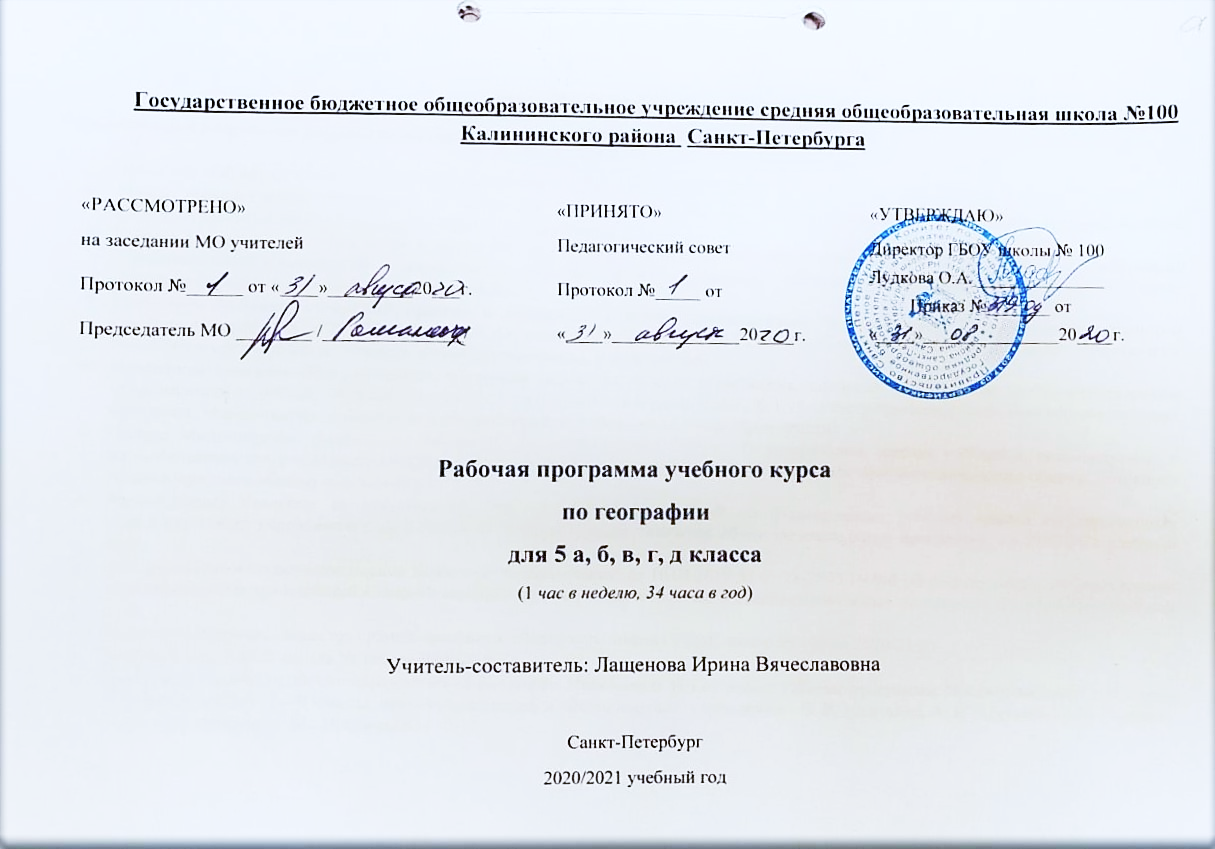 Государственное бюджетное общеобразовательное учреждение средняя общеобразовательная школа №100
Калининского района Санкт-Петербурга
«РАССМОТРЕНО»
на заседании МО учителей
Протокол № 1 от « 31 » августа 2020 г.
Председатель МО /
«ПРИНЯТО»
Педагогический совет
Протокол № 1 от
« 31 » август 2020 г.
«УТВЕРЖДАЮ»
Директор ГБОУ школы № 100
Лудкова О.А.
Приказ № от
« 31 » 08. 2020 г.
Рабочая программа учебного курса
по географии
для 5 а, б, в, г, д класса
(1 час в неделю, 34 часа в год)
Учитель-составитель: Лащенова Ирина Вячеславовна
Санкт-Петербург
2020/2021 учебный год